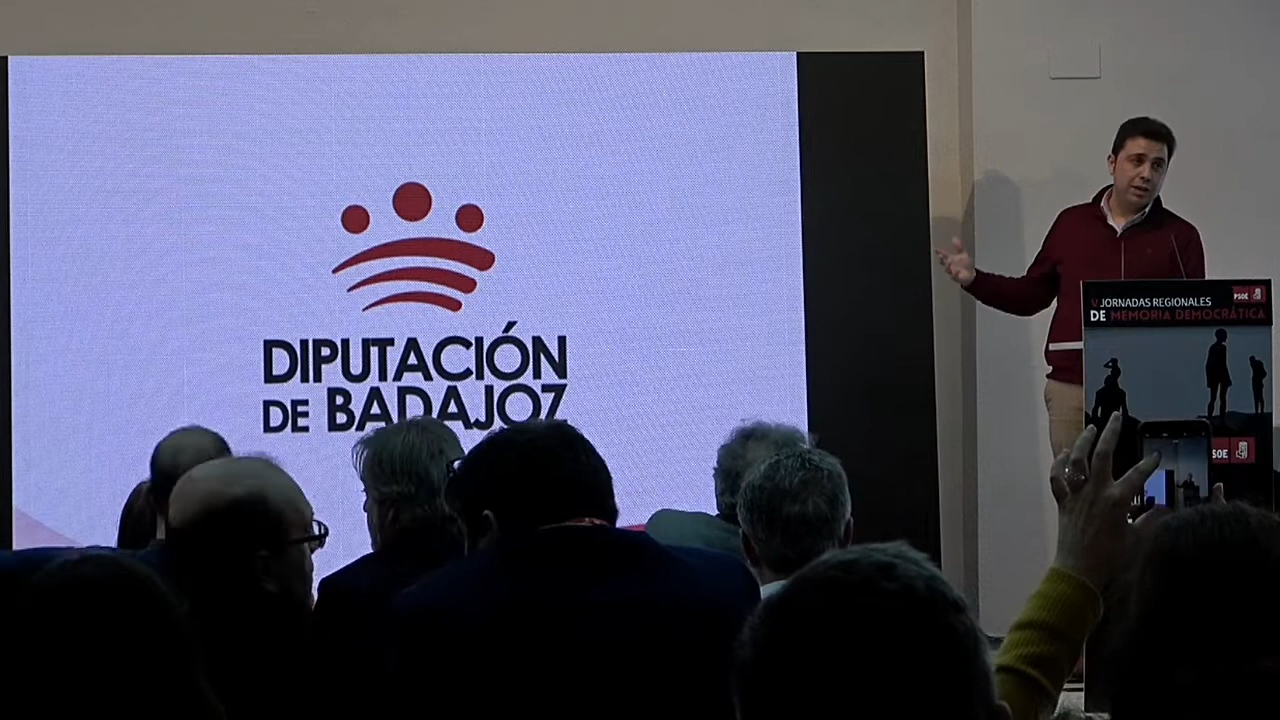 DIPUTACIÓN
DE BADAJOZ
V JORNADAS REGIONALES
PSOE
DE MEMORIA DEMOCRÁTICA
PSOE